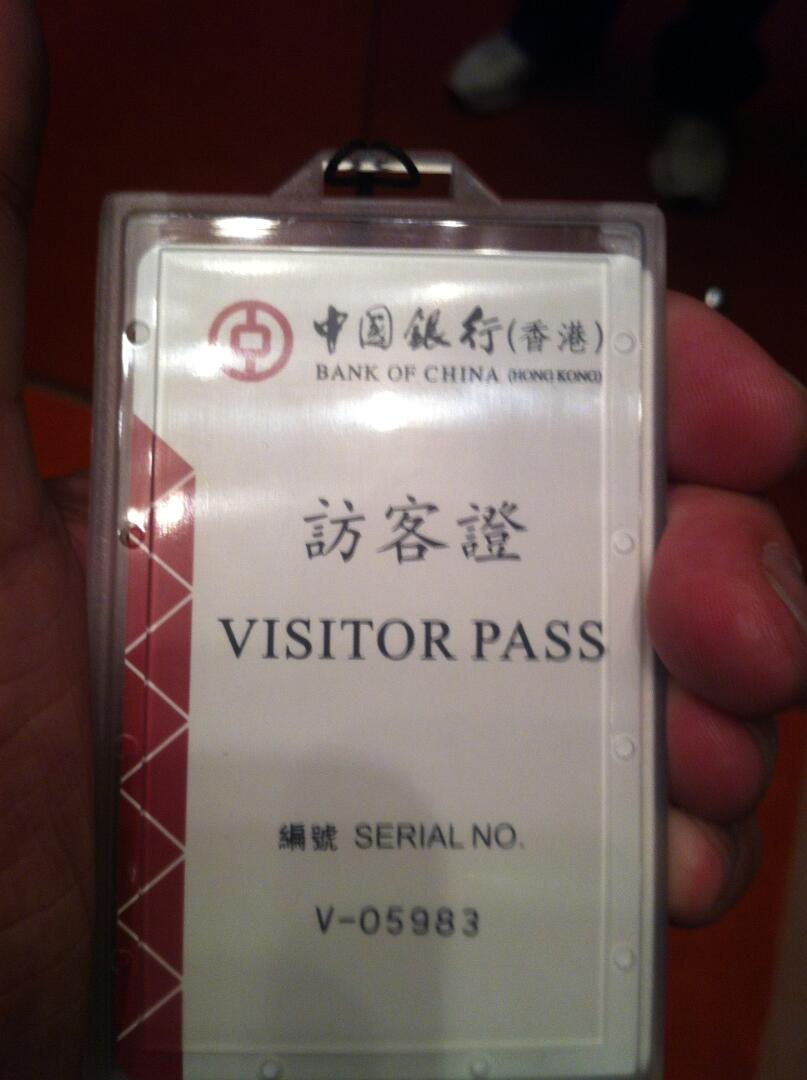 中国銀行(香港)
BANK OF CHINA (HONG KONG)
訪客證
VISITOR PASS
編號 SERIAL NO.
V-05983